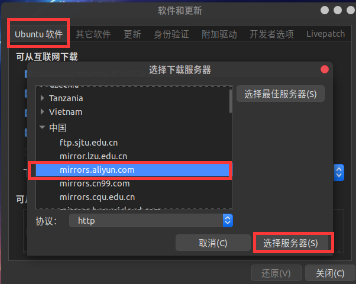 软件和更新
Ubuntu 软件 其它软件 更新 身份验证 附加驱动 开发者选项 Livepatch
可从互联网下载
选择下载服务器
Tanzania
Vietnam
中国
ftp.sjtu.edu.cn
mirror.lzu.edu.cn
mirrors.aliyun.com
mirrors.cn99.com
mirrors.cqu.edu.cn
选择最佳服务器(S)
协议: http
取消(C) 选择服务器(S)
还原(V) 关闭(C)